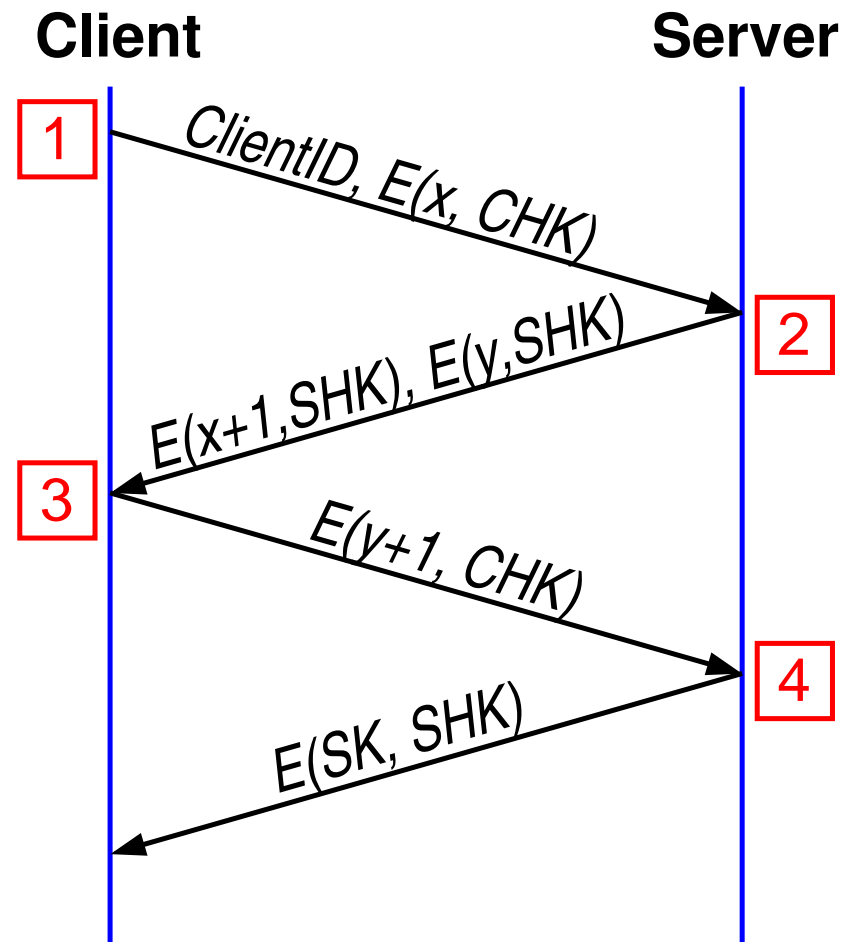 Client
Server
1
ClientID, E(x, CHK)
2
E(x+1,SHK), E(y,SHK)
3
E(y+1, CHK)
4
E(SK, SHK)